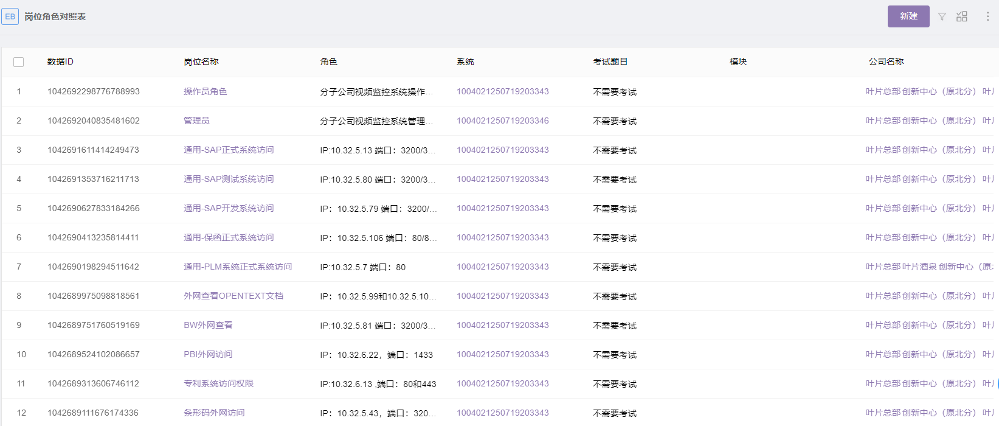 EB 岗位角色对照表 新建
数据ID 岗位名称 角色 系统 考试题目 模块 公司名称
1 1042692298776788993 操作员角色 分子公司视频监控系统操作... 1004021250719203343 不需要考试 叶片总部 创新中心（原北分） 叶片
2 1042692040835481602 管理员 分子公司视频监控系统管理... 1004021250719203346 不需要考试 叶片总部 创新中心（原北分） 叶片
3 1042691611414249473 通用-SAP正式系统访问 IP:10.32.5.13 端口：3200/3... 1004021250719203343 不需要考试 叶片总部 创新中心（原北分） 叶片
4 1042691353716211713 通用-SAP测试系统访问 IP:10.32.5.80 端口：3200/3... 1004021250719203343 不需要考试 叶片总部 创新中心（原北分） 叶片
5 1042690627833184266 通用-SAP开发系统访问 IP：10.32.5.79 端口：3200/... 1004021250719203343 不需要考试 叶片总部 创新中心（原北分） 叶片
6 1042690413235814411 通用-保函正式系统访问 IP：10.32.5.106 端口：80/8... 1004021250719203343 不需要考试 叶片总部 创新中心（原北分） 叶片
7 1042690198294511642 通用-PLM系统正式系统访问 IP:10.32.5.7 端口：80 1004021250719203343 不需要考试 叶片总部 叶片酒泉 创新中心（原
8 1042689975098818561 外网查看OPENTEXT文档 IP：10.32.5.99和10.32.5.10... 1004021250719203343 不需要考试 叶片总部 创新中心（原北分） 叶片
9 1042689751760519169 BW外网查看 IP:10.32.5.81 端口：3200/3... 1004021250719203343 不需要考试 叶片总部 创新中心（原北分） 叶片
10 1042689524102086657 PBI外网访问 IP：10.32.6.22，端口：1433 1004021250719203343 不需要考试 叶片总部 创新中心（原北分） 叶片
11 1042689313606746112 专利系统访问权限 IP:10.32.6.13 ,端口：80和443 1004021250719203343 不需要考试 叶片总部 创新中心（原北分） 叶片
12 1042689111676174336 条形码外网访问 IP：10.32.5.43，端口：320... 1004021250719203343 不需要考试 叶片总部 创新中心（原北分） 叶片